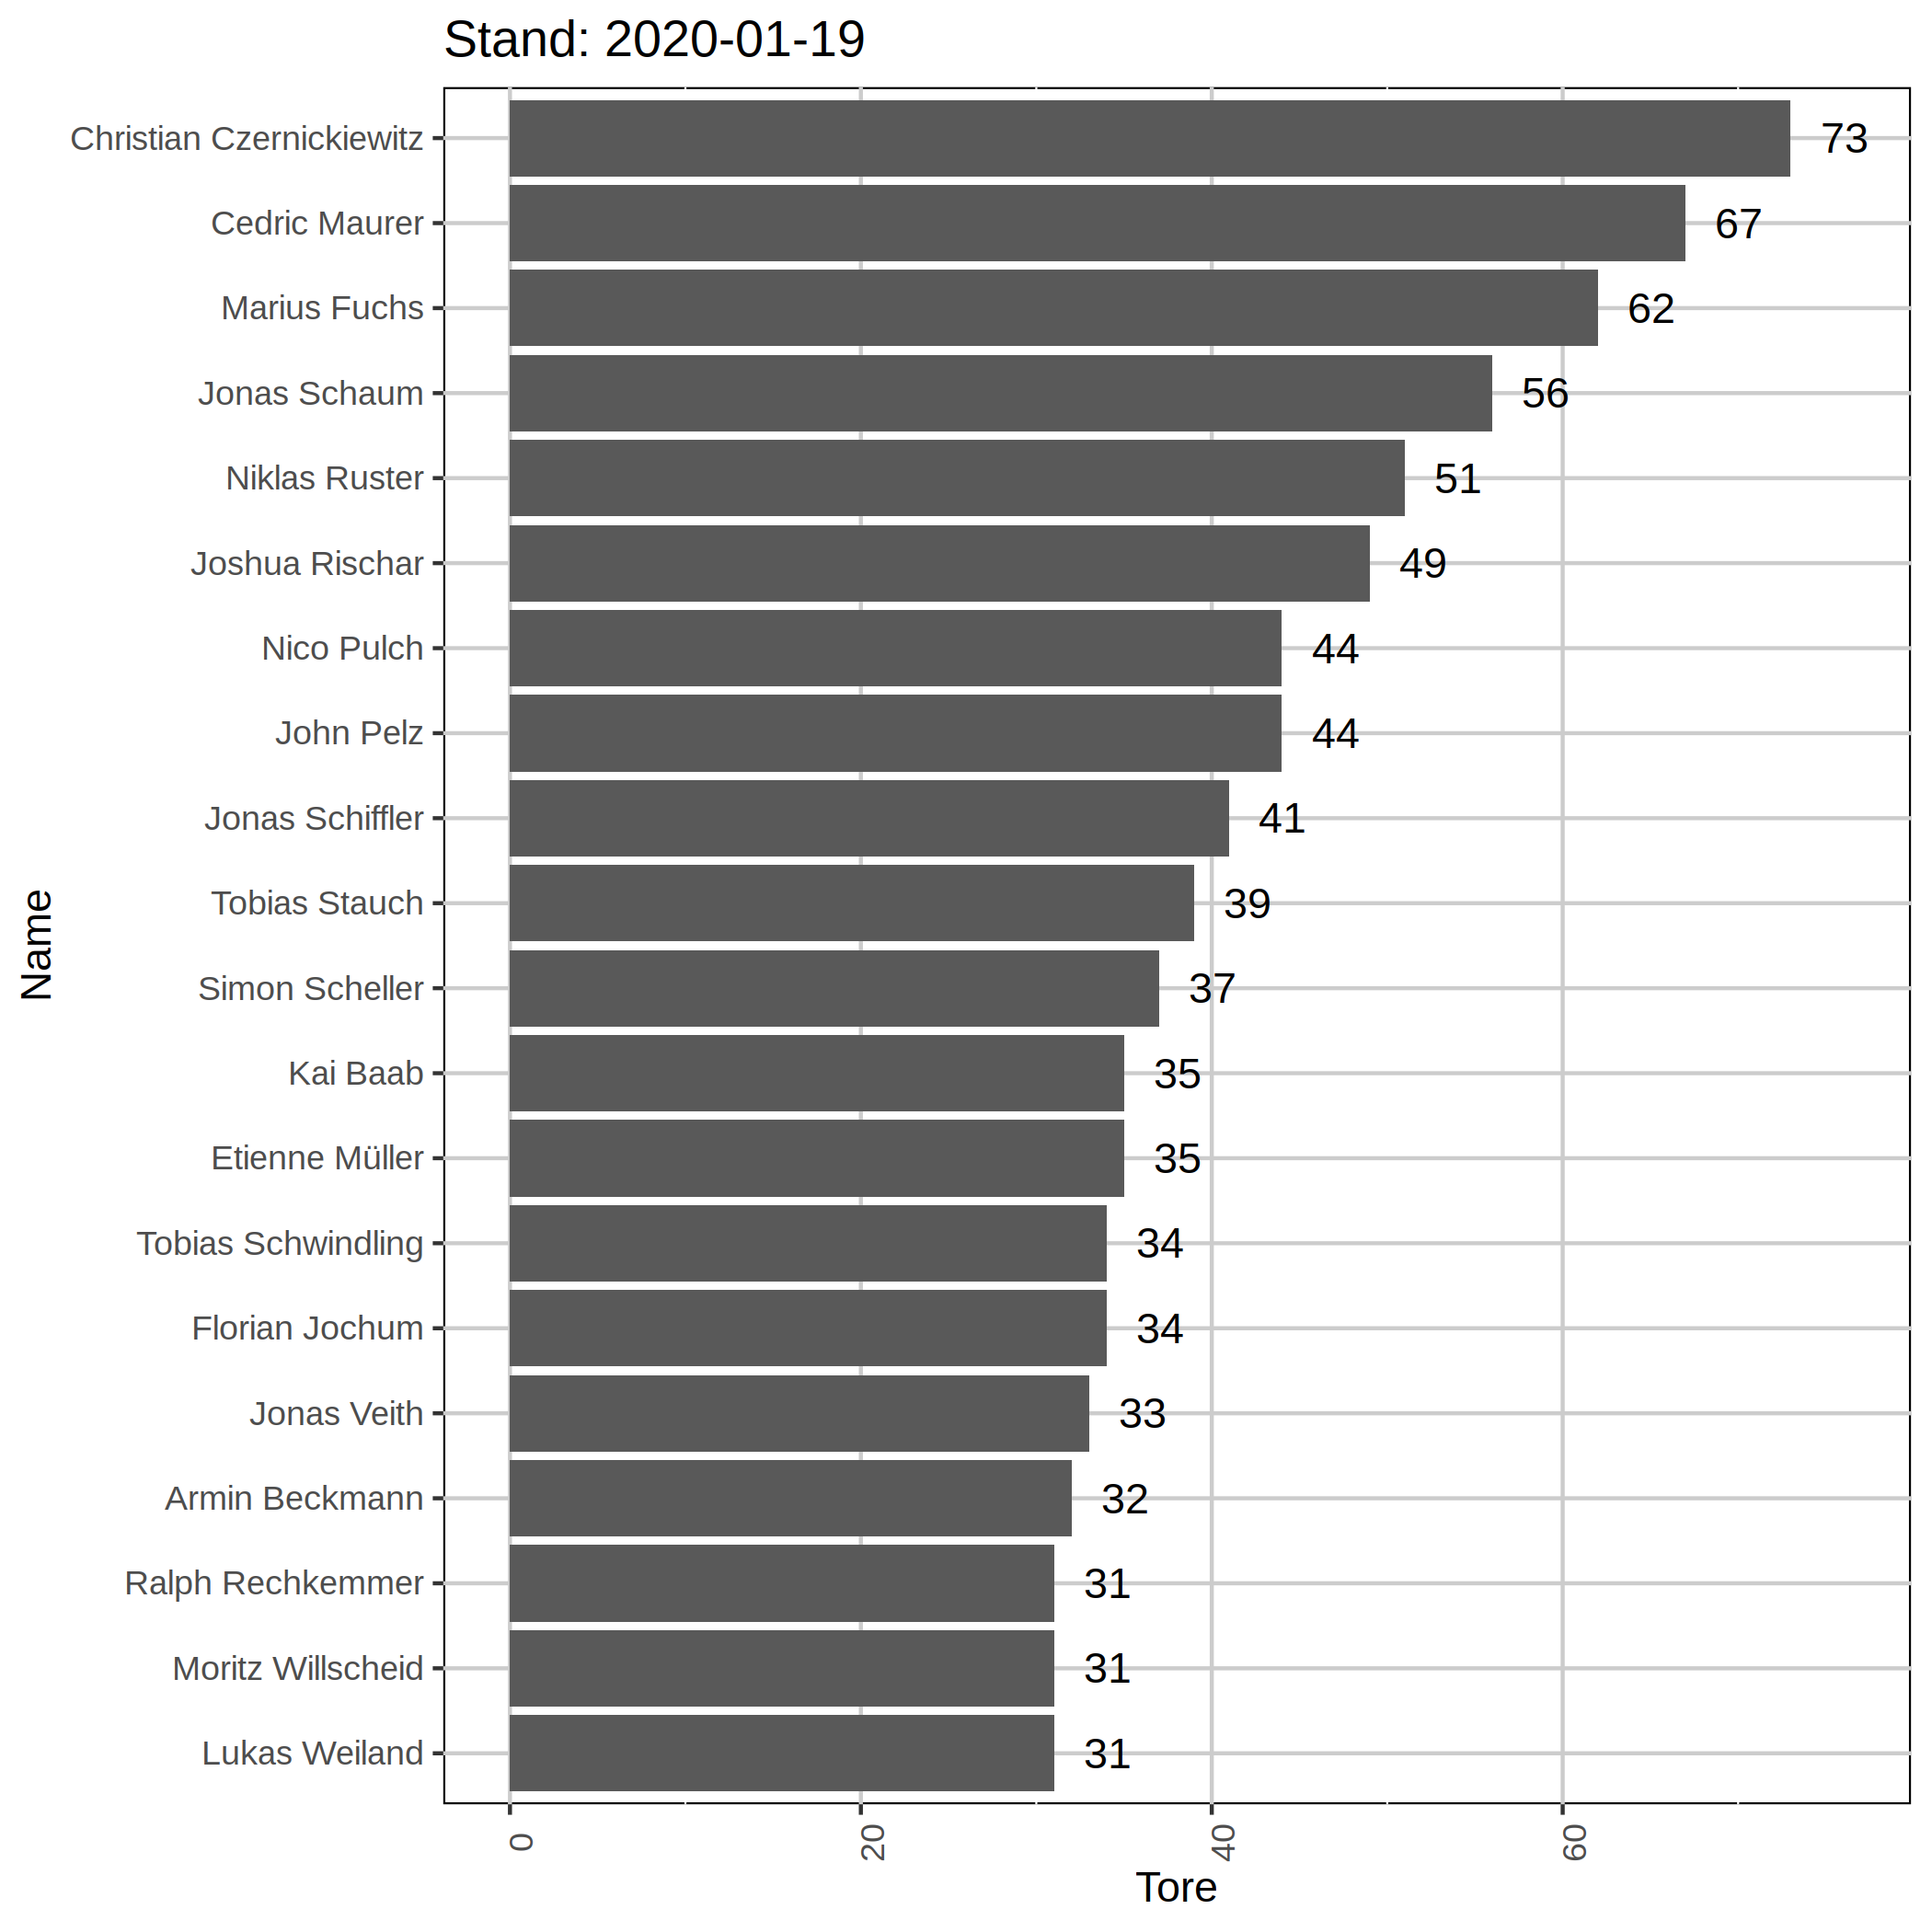 Stand: 2020-01-19
Christian Czernickiewitz 73
Cedric Maurer 67
Marius Fuchs 62
Jonas Schaum 56
Niklas Ruster 51
Joshua Rischar 49
Nico Pulch 44
John Pelz 44
Jonas Schiffler 41
Tobias Stauch 39
Simon Scheller 37
Kai Baab 35
Etienne Müller 35
Tobias Schwindling 34
Florian Jochum 34
Jonas Veith 33
Armin Beckmann 32
Ralph Rechkemmer 31
Moritz Willscheid 31
Lukas Weiland 31
Name
0 20 40 60
Tore